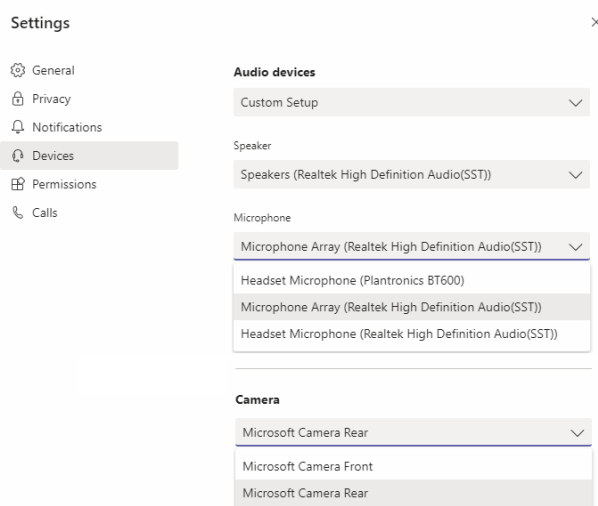 Settings
General
Privacy
Notifications
Devices
Permissions
Calls
Audio devices
Custom Setup
Speaker
Speakers (Realtek High Definition Audio(SST))
Microphone
Microphone Array (Realtek High Definition Audio(SST))
Headset Microphone (Plantronics BT600)
Microphone Array (Realtek High Definition Audio(SST))
Headset Microphone (Realtek High Definition Audio(SST))
Camera
Microsoft Camera Rear
Microsoft Camera Front
Microsoft Camera Rear